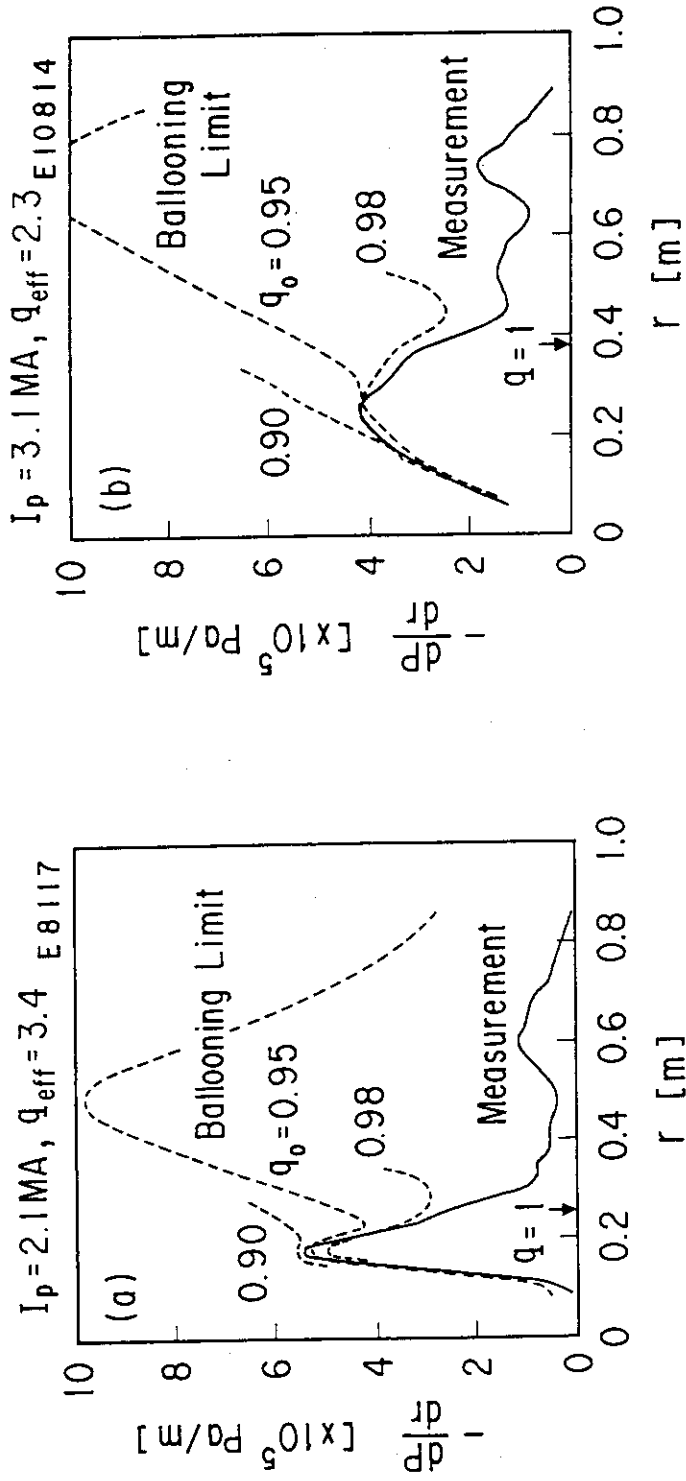 I_p = 2.1 MA, q_eff = 3.4 E8117
(a)
10
8
6
4
2
0
-dP/dr [x10^5 Pa/m]
Ballooning Limit
q_0 = 0.95
0.90
0.98
Measurement
q = 1
0 0.2 0.4 0.6 0.8 1.0
r [m]
I_p = 3.1 MA, q_eff = 2.3 E10814
(b)
10
8
6
4
2
0
-dP/dr [x10^5 Pa/m]
Ballooning
Limit
q_0 = 0.95
0.90
0.98
Measurement
q = 1
0 0.2 0.4 0.6 0.8 1.0
r [m]